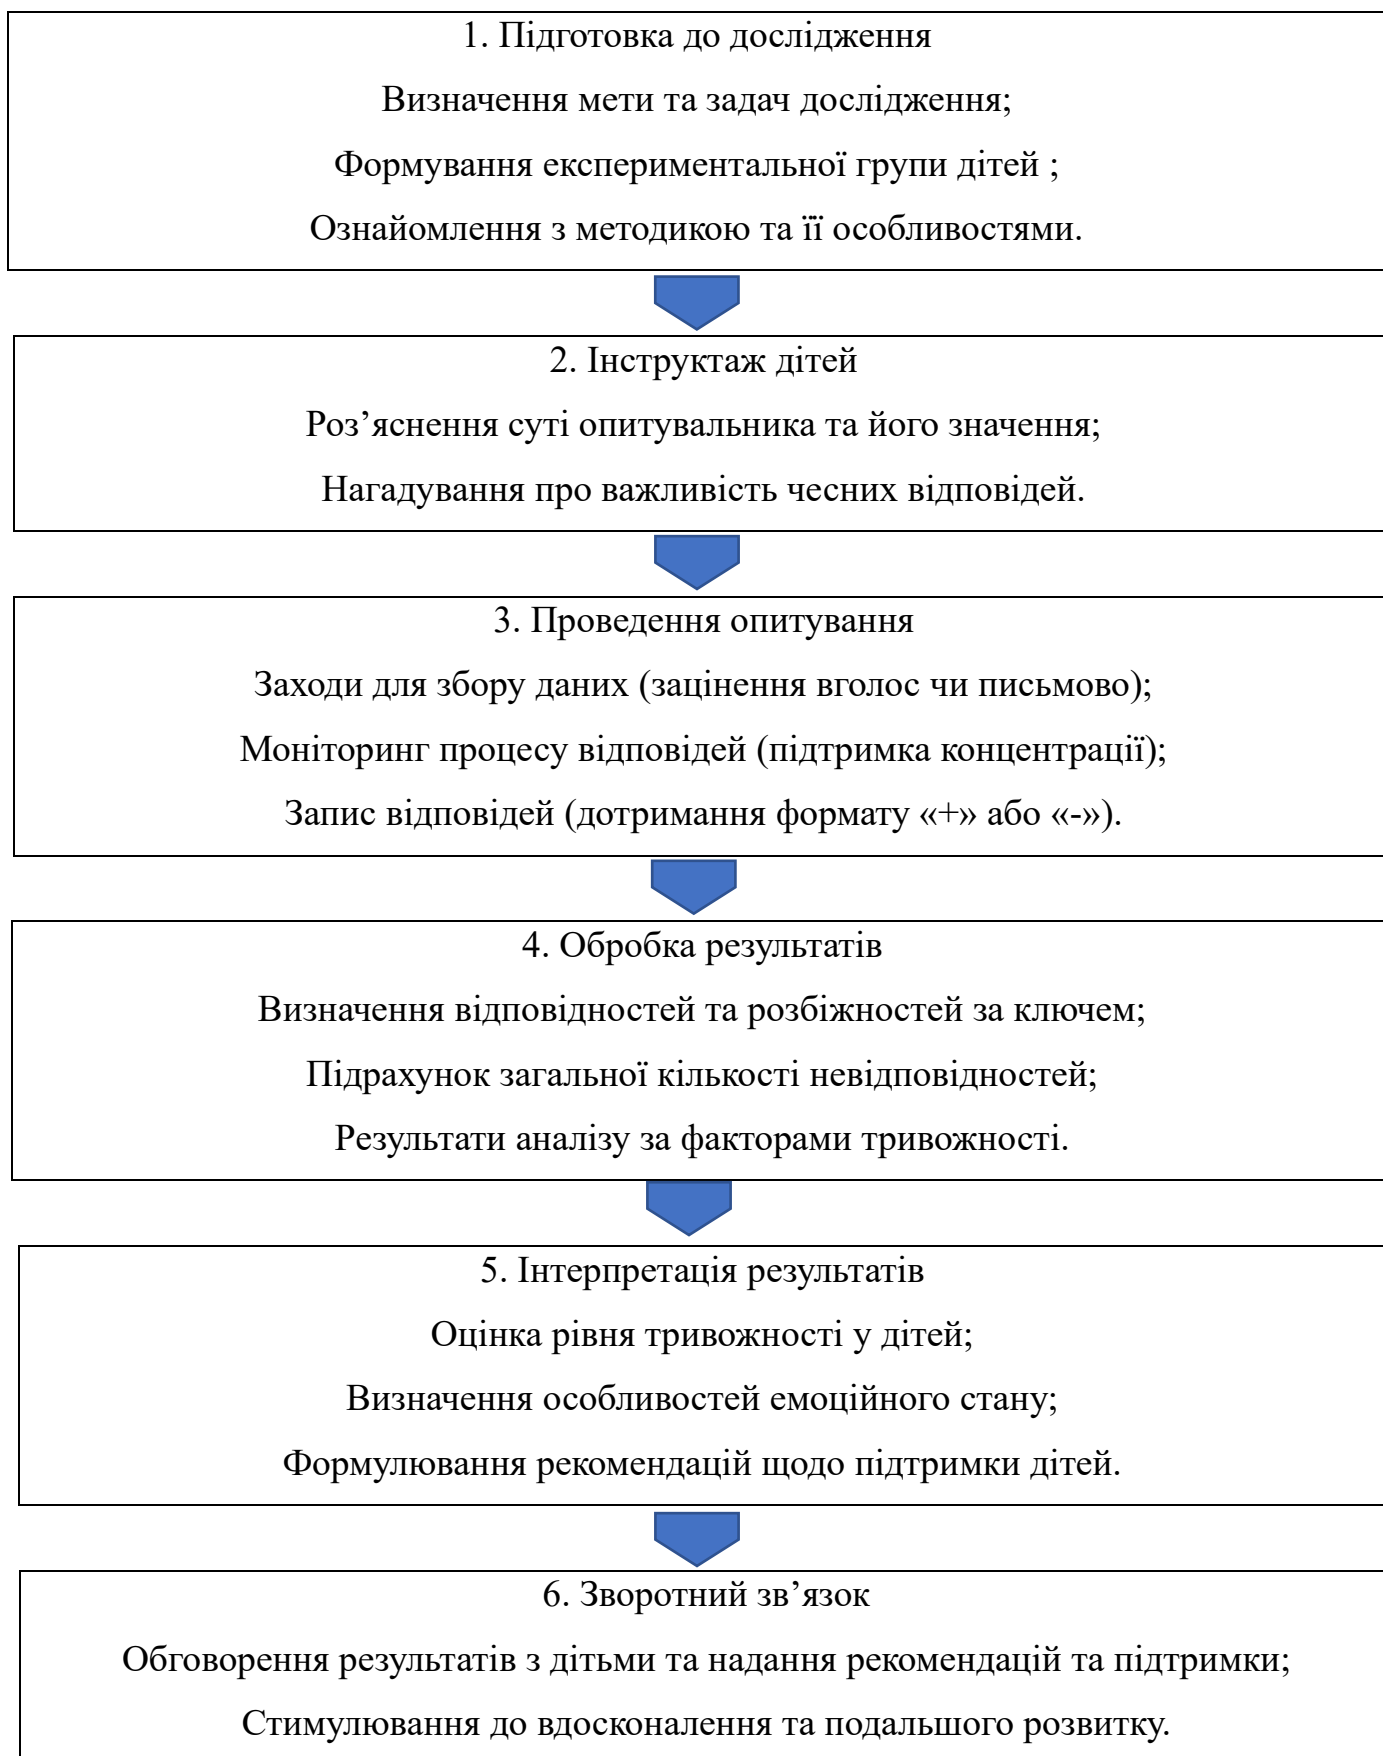 1. Підготовка до дослідження
Визначення мети та задач дослідження;
Формування експериментальної групи дітей ;
Ознайомлення з методикою та її особливостями.
2. Інструктаж дітей
Роз’яснення суті опитувальника та його значення;
Нагадування про важливість чесних відповідей.
3. Проведення опитування
Заходи для збору даних (зацінення вголос чи письмово);
Моніторинг процесу відповідей (підтримка концентрації);
Запис відповідей (дотримання формату «+» або «-»).
4. Обробка результатів
Визначення відповідностей та розбіжностей за ключем;
Підрахунок загальної кількості невідповідностей;
Результати аналізу за факторами тривожності.
5. Інтерпретація результатів
Оцінка рівня тривожності у дітей;
Визначення особливостей емоційного стану;
Формулювання рекомендацій щодо підтримки дітей.
6. Зворотний зв’язок
Обговорення результатів з дітьми та надання рекомендацій та підтримки;
Стимулювання до вдосконалення та подальшого розвитку.